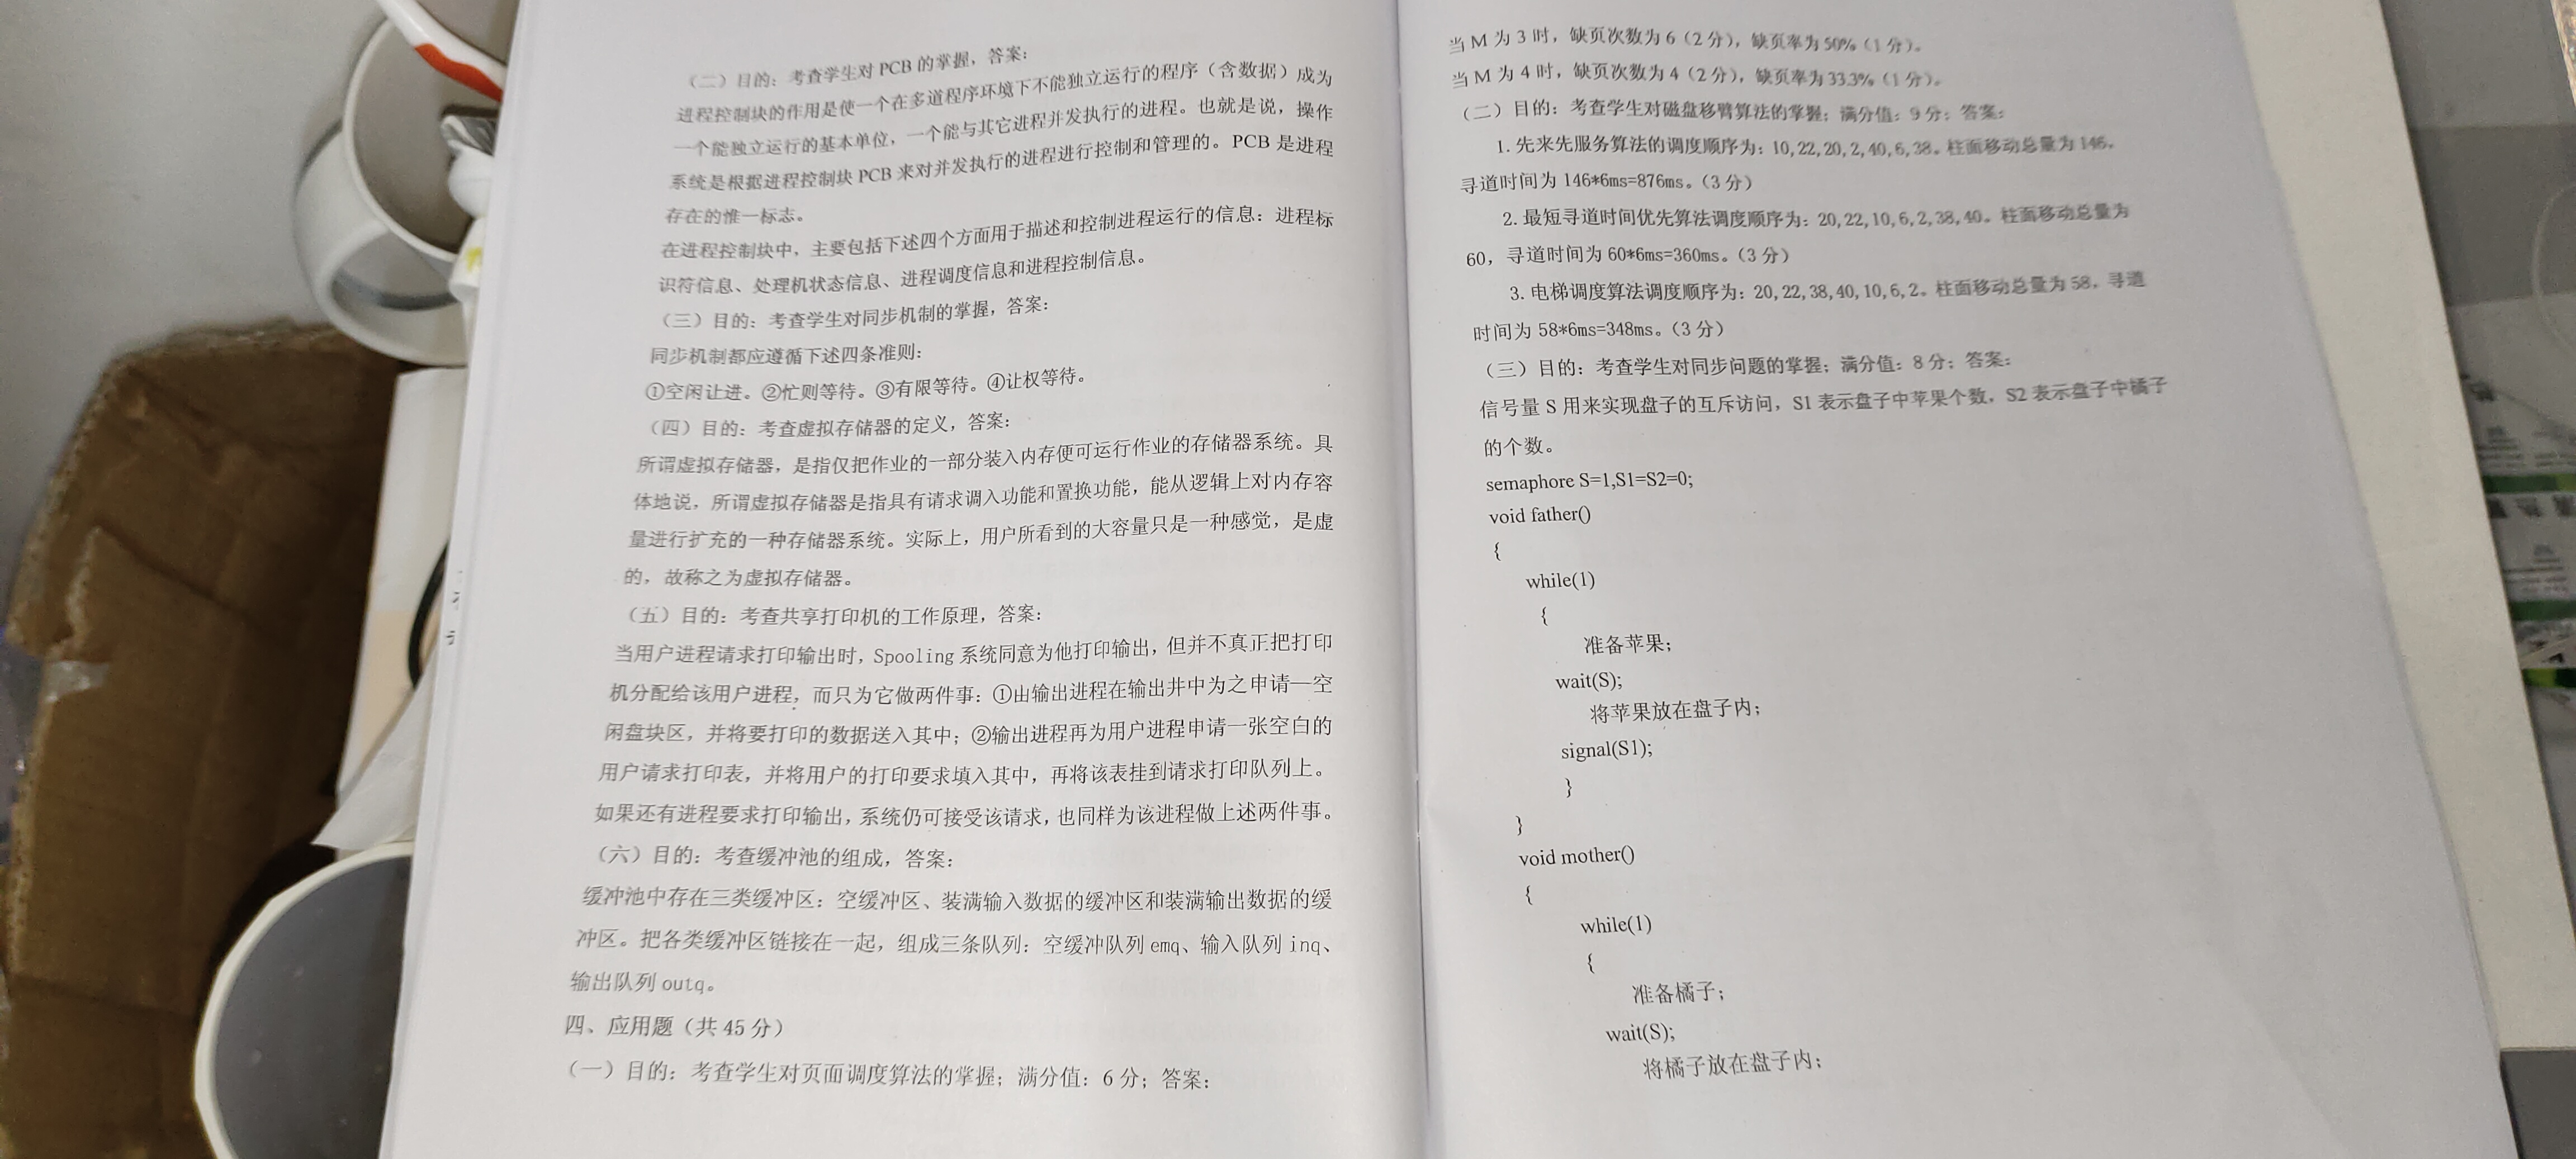 （二）目的：考查学生对 PCB 的掌握，答案：
进程控制块的作用是使一个在多道程序环境下不能独立运行的程序（含数据）成为
一个能独立运行的基本单位，一个能与其它进程并发执行的进程。也就是说，操作
系统是根据进程控制块 PCB 来对并发执行的进程进行控制和管理的。PCB 是进程
存在的惟一标志。
在进程控制块中，主要包括下述四个方面用于描述和控制进程运行的信息：进程标
识符信息、处理机状态信息、进程调度信息和进程控制信息。
（三）目的：考查学生对同步机制的掌握，答案：
同步机制都应遵循下述四条准则：
①空闲让进。②忙则等待。③有限等待。④让权等待。
（四）目的：考查虚拟存储器的定义，答案：
所谓虚拟存储器，是指仅把作业的一部分装入内存便可运行作业的存储器系统。具
体地说，所谓虚拟存储器是指具有请求调入功能和置换功能，能从逻辑上对内存容
量进行扩充的一种存储器系统。实际上，用户所看到的大容量只是一种感觉，是虚
的，故称之为虚拟存储器。
（五）目的：考查共享打印机的工作原理，答案：
当用户进程请求打印输出时，Spooling 系统同意为他打印输出，但并不真正把打印
机分配给该用户进程，而只为它做两件事：①由输出进程在输出井中为之申请一空
闲盘块区，并将要打印的数据送入其中；②输出进程再为用户进程申请一张空白的
用户请求打印表，并将用户的打印要求填入其中，再将该表挂到请求打印队列上。
如果还有进程要求打印输出，系统仍可接受该请求，也同样为该进程做上述两件事。
（六）目的：考查缓冲池的组成，答案：
缓冲池中存在三类缓冲区：空缓冲区、装满输入数据的缓冲区和装满输出数据的缓
冲区。把各类缓冲区链接在一起，组成三条队列：空缓冲队列 emq、输入队列 inq、
输出队列 outq。
四、应用题（共 45 分）
（一）目的：考查学生对页面调度算法的掌握；满分值：6 分；答案：
当 M 为 3 时，缺页次数为 6（2 分），缺页率为 50%（1 分）。
当 M 为 4 时，缺页次数为 4（2 分），缺页率为 33.3%（1 分）。
（二）目的：考查学生对磁盘移臂算法的掌握；满分值：9 分；答案：
1. 先来先服务算法的调度顺序为：10,22,20,2,40,6,38。柱面移动总量为 146，
寻道时间为 146*6ms=876ms。（3 分）
2. 最短寻道时间优先算法调度顺序为：20,22,10,6,2,38,40。柱面移动总量为
60，寻道时间为 60*6ms=360ms。（3 分）
3. 电梯调度算法调度顺序为：20,22,38,40,10,6,2。柱面移动总量为 58，寻道
时间为 58*6ms=348ms。（3 分）
（三）目的：考查学生对同步问题的掌握；满分值：8 分；答案：
信号量 S 用来实现盘子的互斥访问，S1 表示盘子中苹果个数，S2 表示盘子中橘子
的个数。
semaphore S=1,S1=S2=0;
void father()
{
while(1)
{
准备苹果；
wait(S);
将苹果放在盘子内；
signal(S1);
}
}
void mother()
{
while(1)
{
准备橘子；
wait(S);
将橘子放在盘子内；